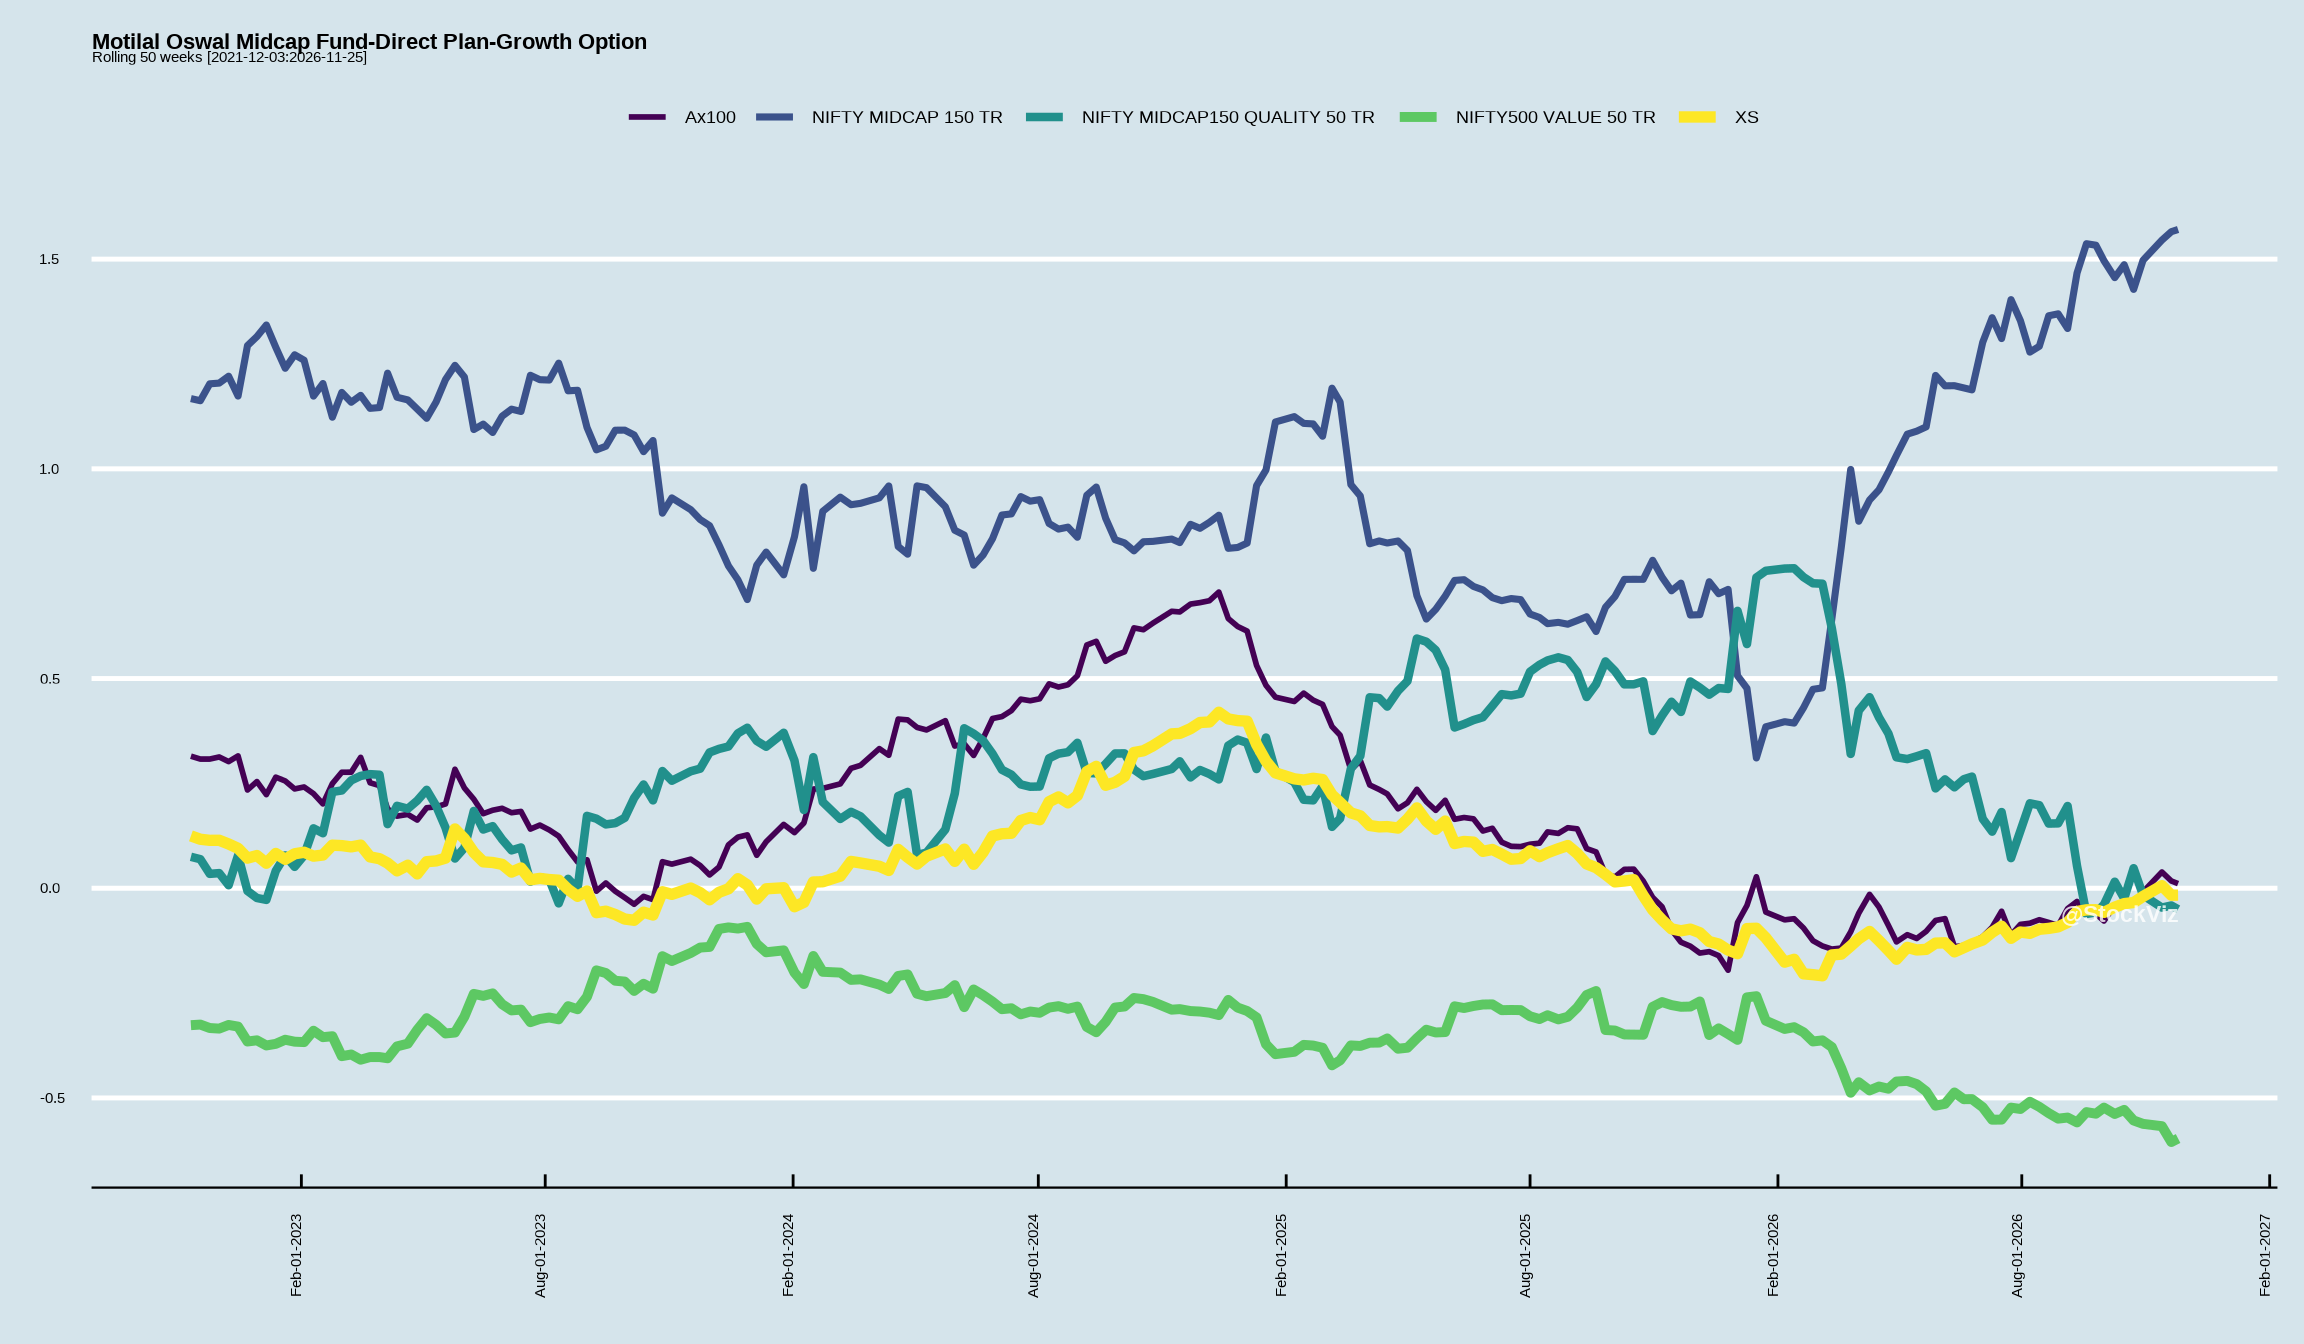 Motilal Oswal Midcap Fund-Direct Plan-Growth Option
Rolling 50 weeks [2021-12-03:2026-11-25]
Ax100 NIFTY MIDCAP 150 TR NIFTY MIDCAP150 QUALITY 50 TR NIFTY500 VALUE 50 TR XS
1.5
1.0
0.5
0.0
-0.5
@StockViz
Feb-01-2023 Aug-01-2023 Feb-01-2024 Aug-01-2024 Feb-01-2025 Aug-01-2025 Feb-01-2026 Aug-01-2026 Feb-01-2027